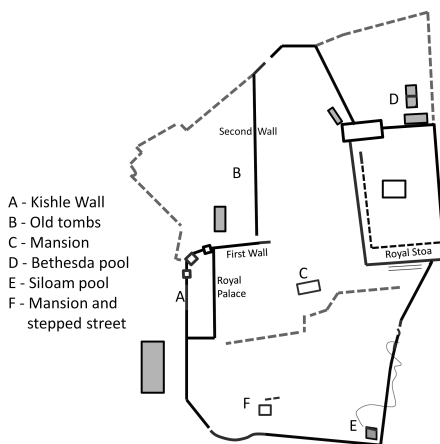 D
Second Wall
B
A - Kishle Wall
B - Old tombs
C - Mansion
D - Bethesda pool
E - Siloam pool
F - Mansion and
stepped street
First Wall
Royal Stoa
A
Royal
Palace
C
F
E